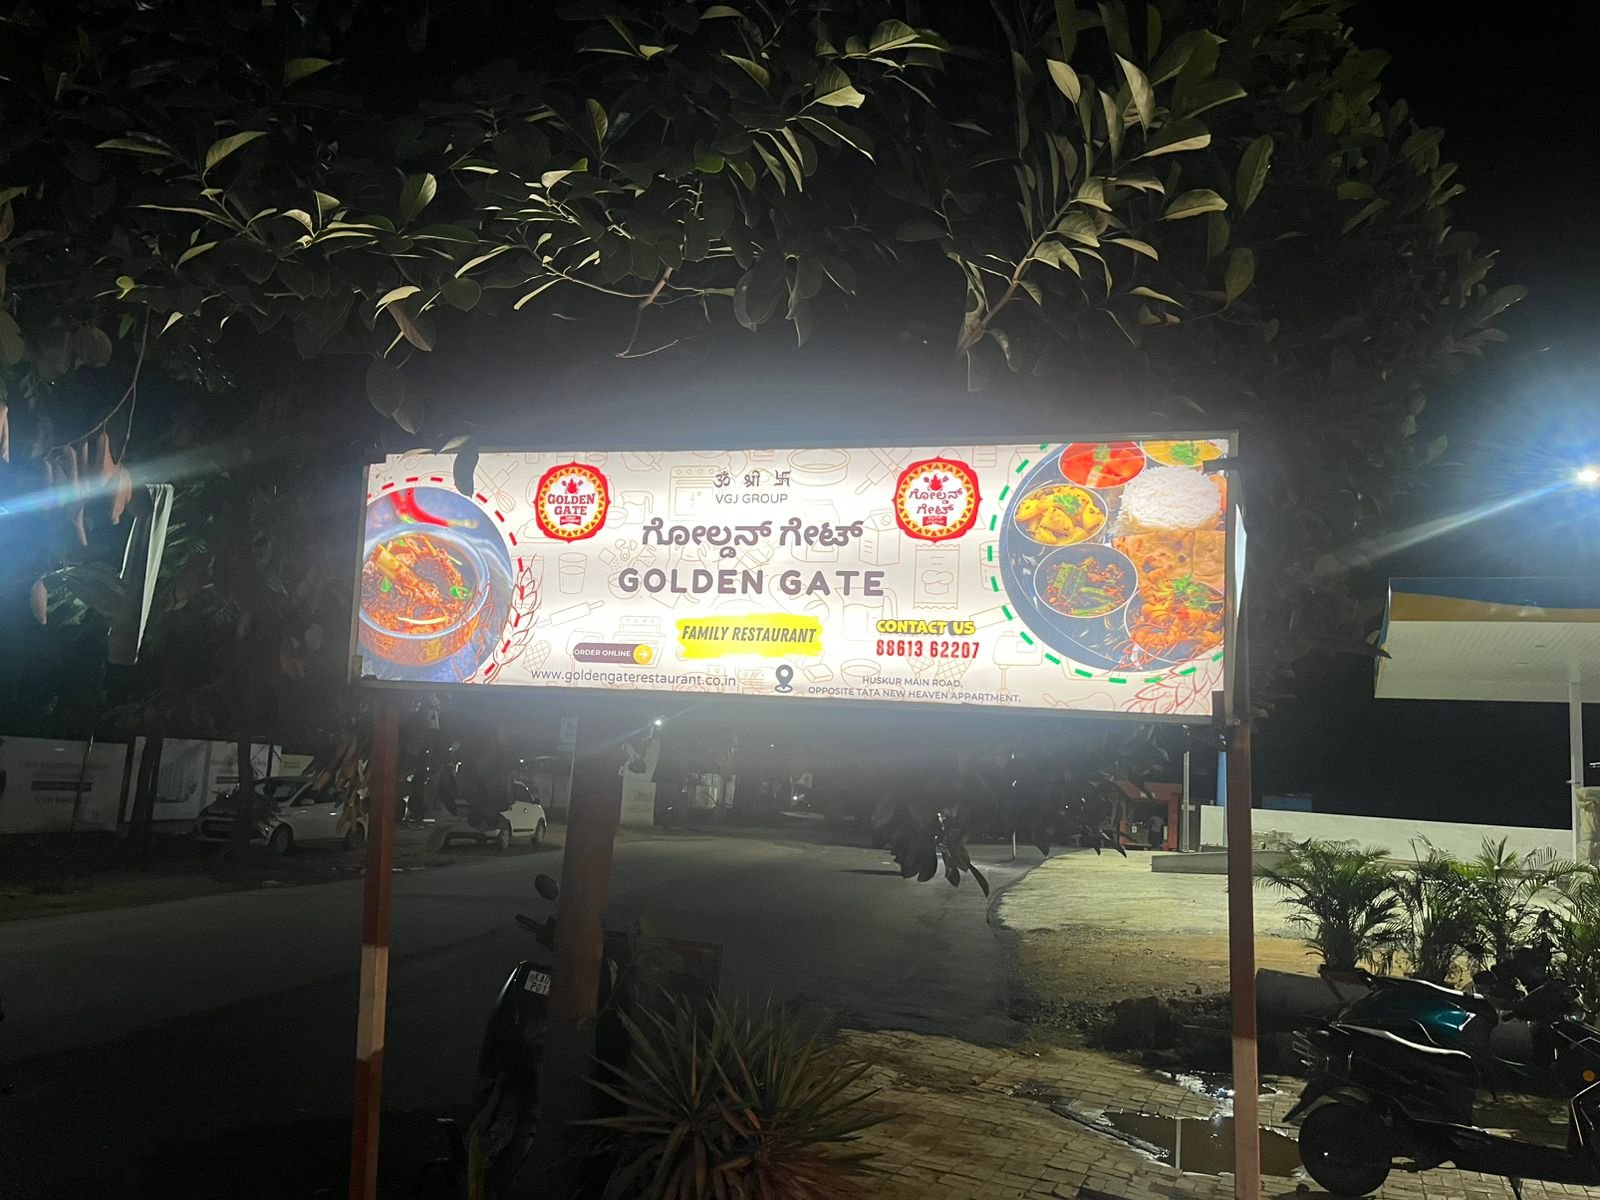 ॐ श्री 卐
VGJ GROUP
GOLDEN
GATE
ಗೋಲ್ಡನ್
ಗೇಟ್
ಗೋಲ್ಡನ್ ಗೇಟ್
GOLDEN GATE
FAMILY RESTAURANT
CONTACT US
88613 62207
ORDER ONLINE
www.goldengaterestaurant.co.in
HUSKUR MAIN ROAD,
OPPOSITE TATA NEW HEAVEN APPARTMENT.